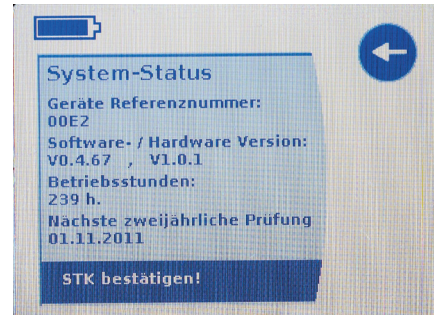 System-Status
Geräte Referenznummer:
00E2
Software- / Hardware Version:
V0.4.67 , V1.0.1
Betriebsstunden:
239 h.
Nächste zweijährliche Prüfung
01.11.2011
STK bestätigen!